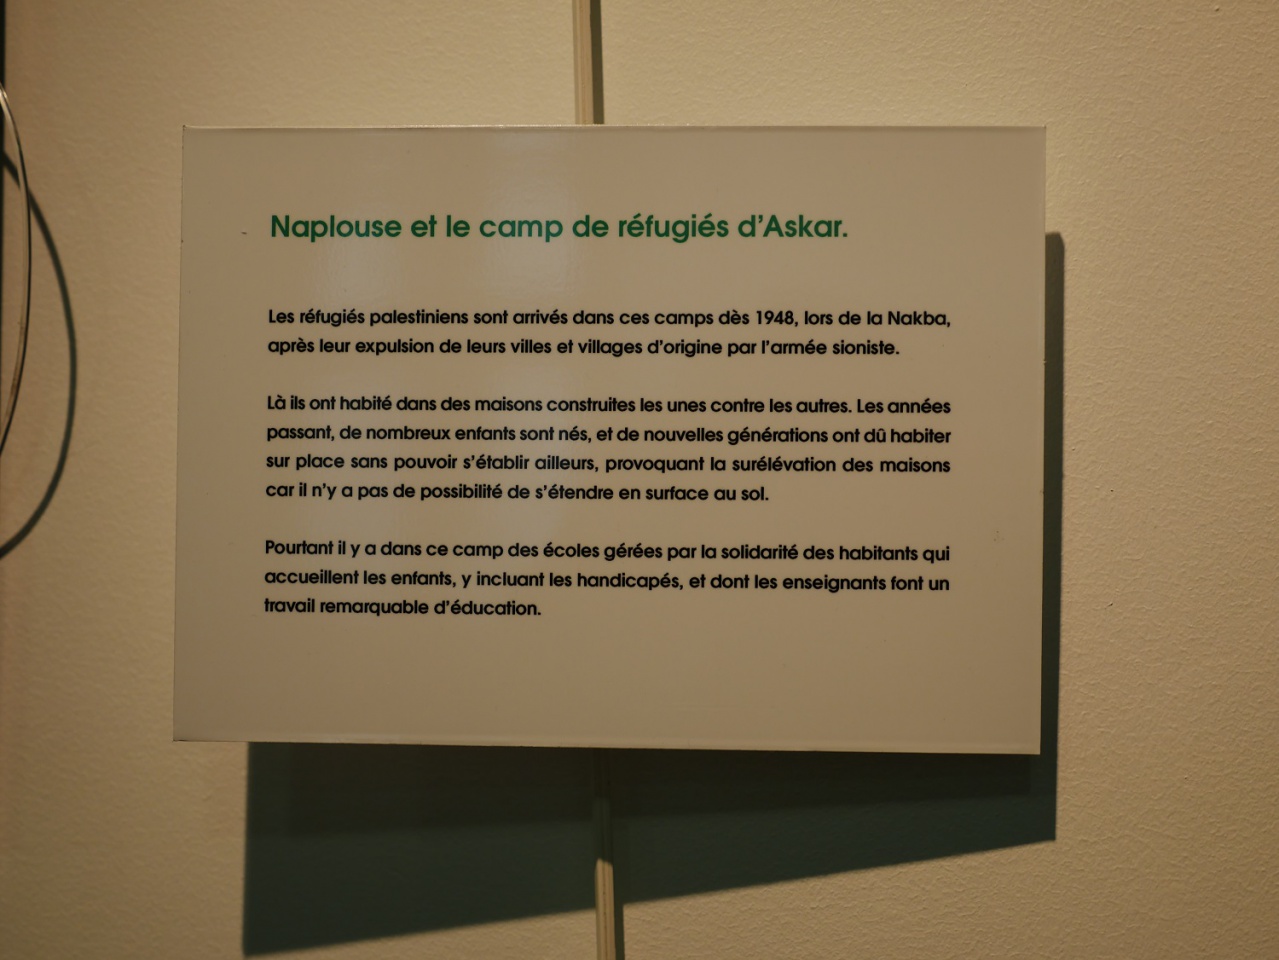 Naplouse et le camp de réfugiés d'Askar.
Les réfugiés palestiniens sont arrivés dans ces camps dès 1948, lors de la Nakba,
après leur expulsion de leurs villes et villages d'origine par l'armée sioniste.
Là ils ont habité dans des maisons construites les unes contre les autres. Les années
passant, de nombreux enfants sont nés, et de nouvelles générations ont dû habiter
sur place sans pouvoir s'établir ailleurs, provoquant la surélévation des maisons
car il n'y a pas de possibilité de s'étendre en surface au sol.
Pourtant il y a dans ce camp des écoles gérées par la solidarité des habitants qui
accueillent les enfants, y incluant les handicapés, et dont les enseignants font un
travail remarquable d'éducation.